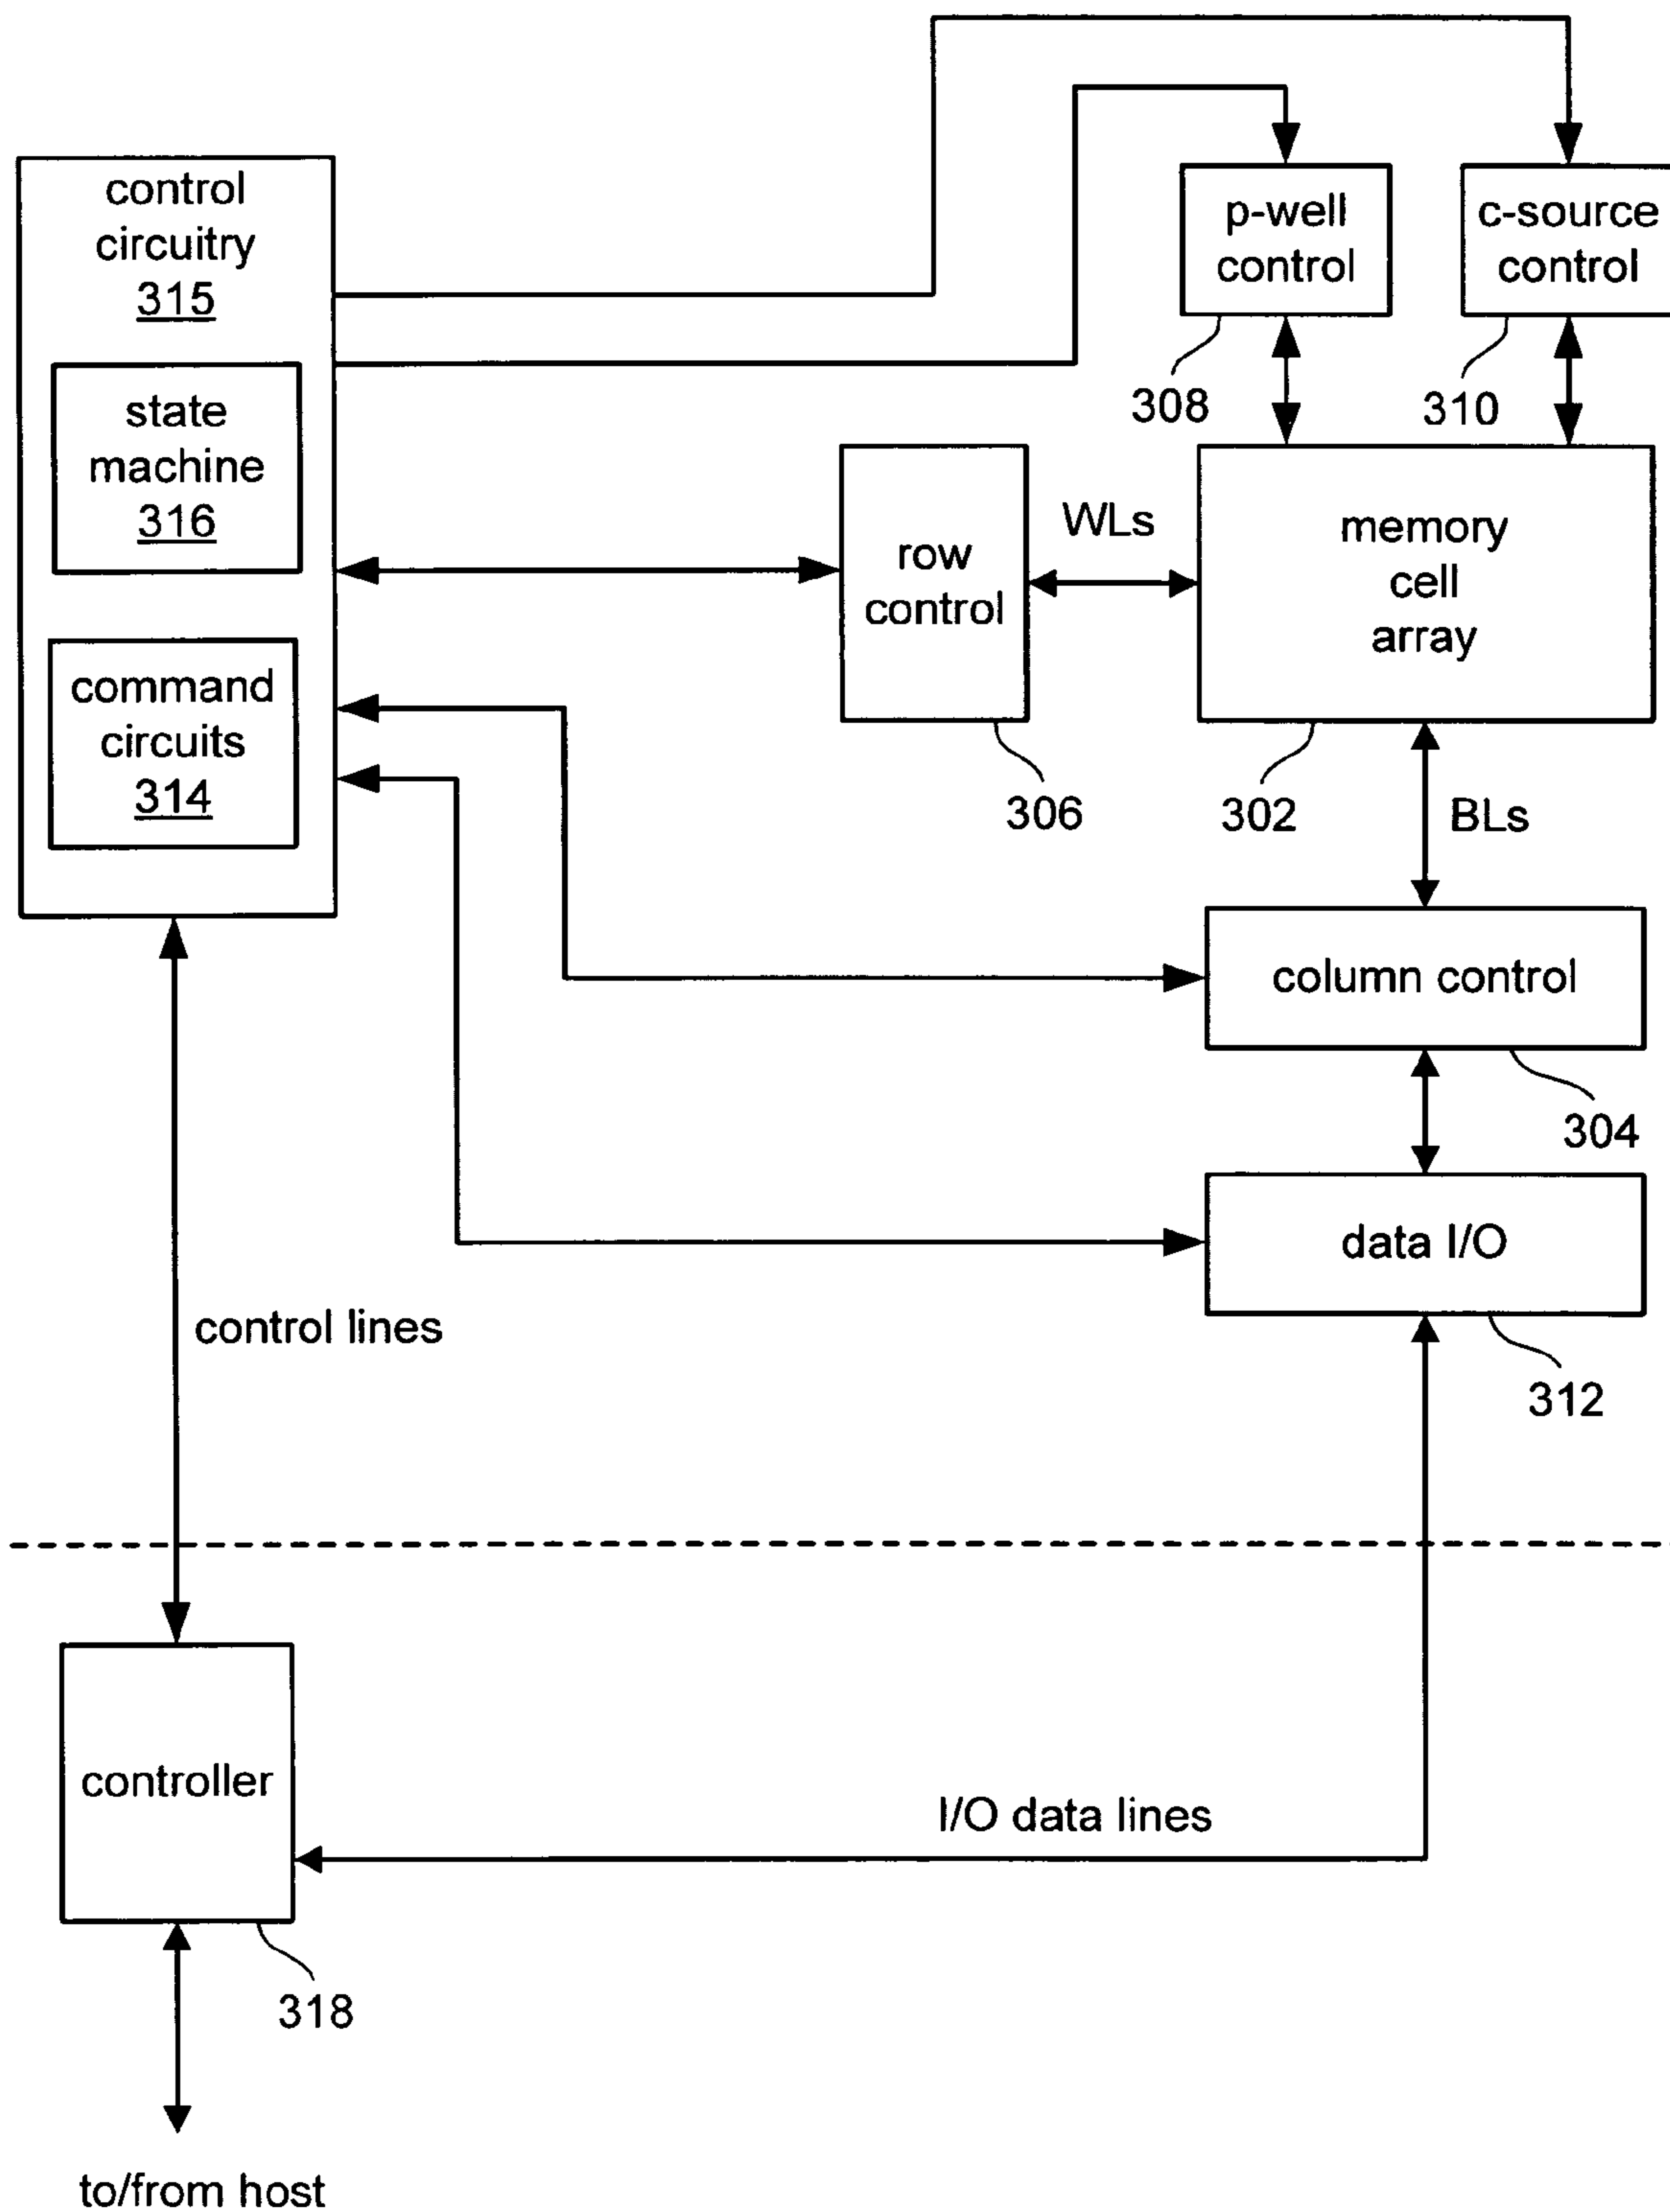 control
circuitry
315
state
machine
316
command
circuits
314
p-well
control
308
c-source
control
310
row
control
306
WLs
memory
cell
array
302
BLs
column control
304
data I/O
312
control lines
controller
318
I/O data lines
to/from host